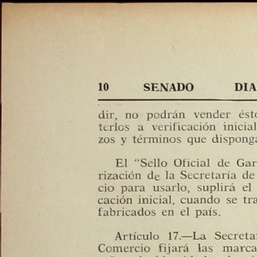 10 SENADO DIA
dir, no podrán vender ésto
terlos a verificación inicial
zos y términos que disponga
El "Sello Oficial de Gar
rización de la Secretaría de
cio para usarlo, suplirá el
cación inicial, cuando se tra
fabricados en el país.
Artículo 17.—La Secretar
Comercio fijará las marca